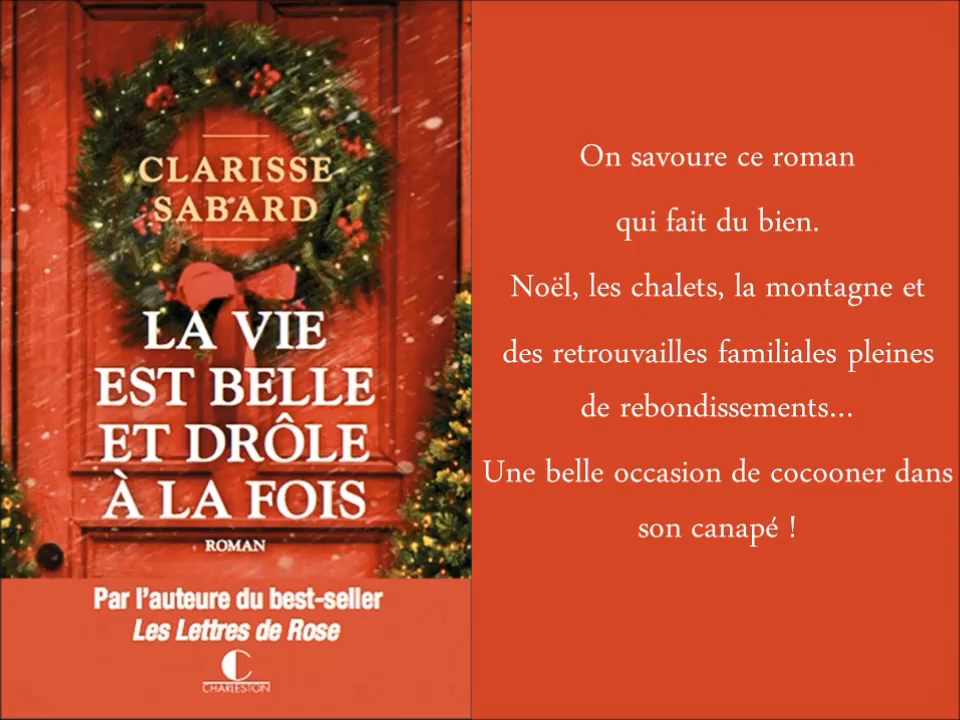 CLARISSE
SABARD
LA VIE
EST BELLE
ET DRÔLE
À LA FOIS
ROMAN
Par l'auteure du best-seller
Les Lettres de Rose
C
CHARLESTON
On savoure ce roman
qui fait du bien.
Noël, les chalets, la montagne et
des retrouvailles familiales pleines
de rebondissements...
Une belle occasion de cocooner dans
son canapé !